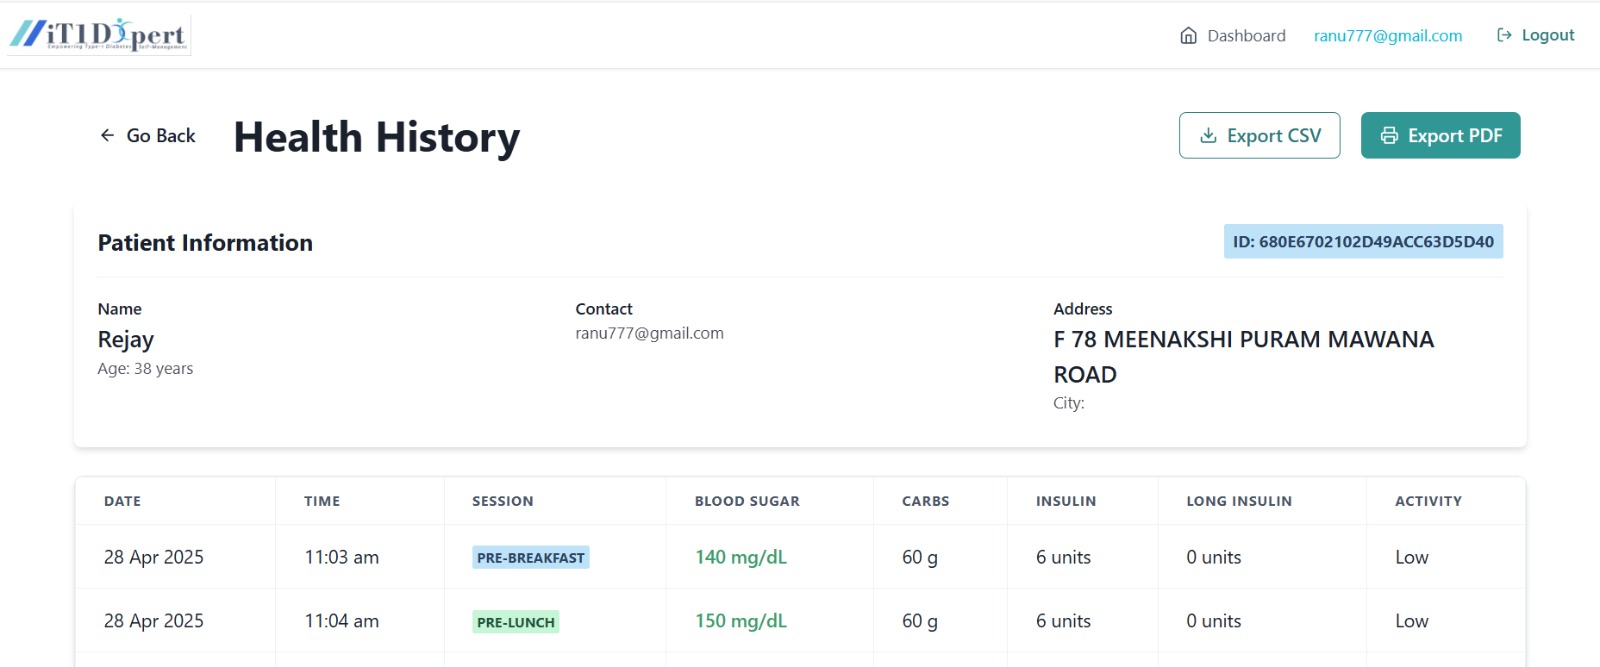 iT1DXpert
Empowering Type-1 Diabetes Self-Management
Dashboard
ranu777@gmail.com
Logout
Go Back
Health History
Export CSV
Export PDF
Patient Information
ID: 680E6702102D49ACC63D5D40
Name
Rejay
Age: 38 years
Contact
ranu777@gmail.com
Address
F 78 MEENAKSHI PURAM MAWANA
ROAD
City:
DATE TIME SESSION BLOOD SUGAR CARBS INSULIN LONG INSULIN ACTIVITY
28 Apr 2025 11:03 am PRE-BREAKFAST 140 mg/dL 60 g 6 units 0 units Low
28 Apr 2025 11:04 am PRE-LUNCH 150 mg/dL 60 g 6 units 0 units Low